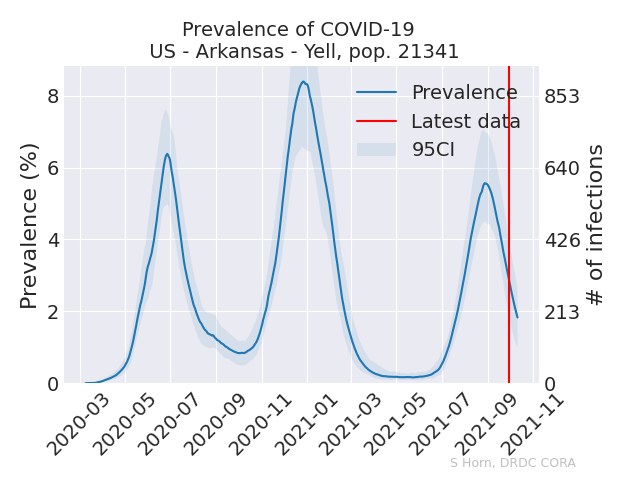 Prevalence of COVID-19
US - Arkansas - Yell, pop. 21341
Prevalence
Latest data
95CI
Prevalence (%)
8
6
4
2
0
853
640
426
213
0
# of infections
2020-03
2020-05
2020-07
2020-09
2020-11
2021-01
2021-03
2021-05
2021-07
2021-09
2021-11
S Horn, DRDC CORA